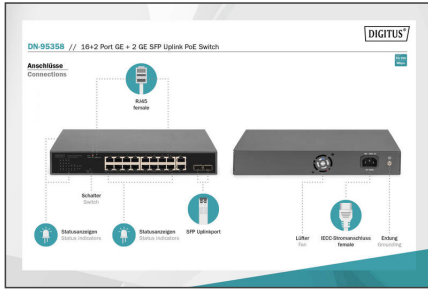 DIGITUS®
DN-95358 // 16+2 Port GE + 2 GE SFP Uplink PoE Switch
Anschlüsse
Connections
RJ45
female
Schalter
Switch
Statusanzeigen
Status indicators
Statusanzeigen
Status indicators
SFP Uplinkport
Lüfter
Fan
IECC-Stromanschluss
female
Erdung
Grounding